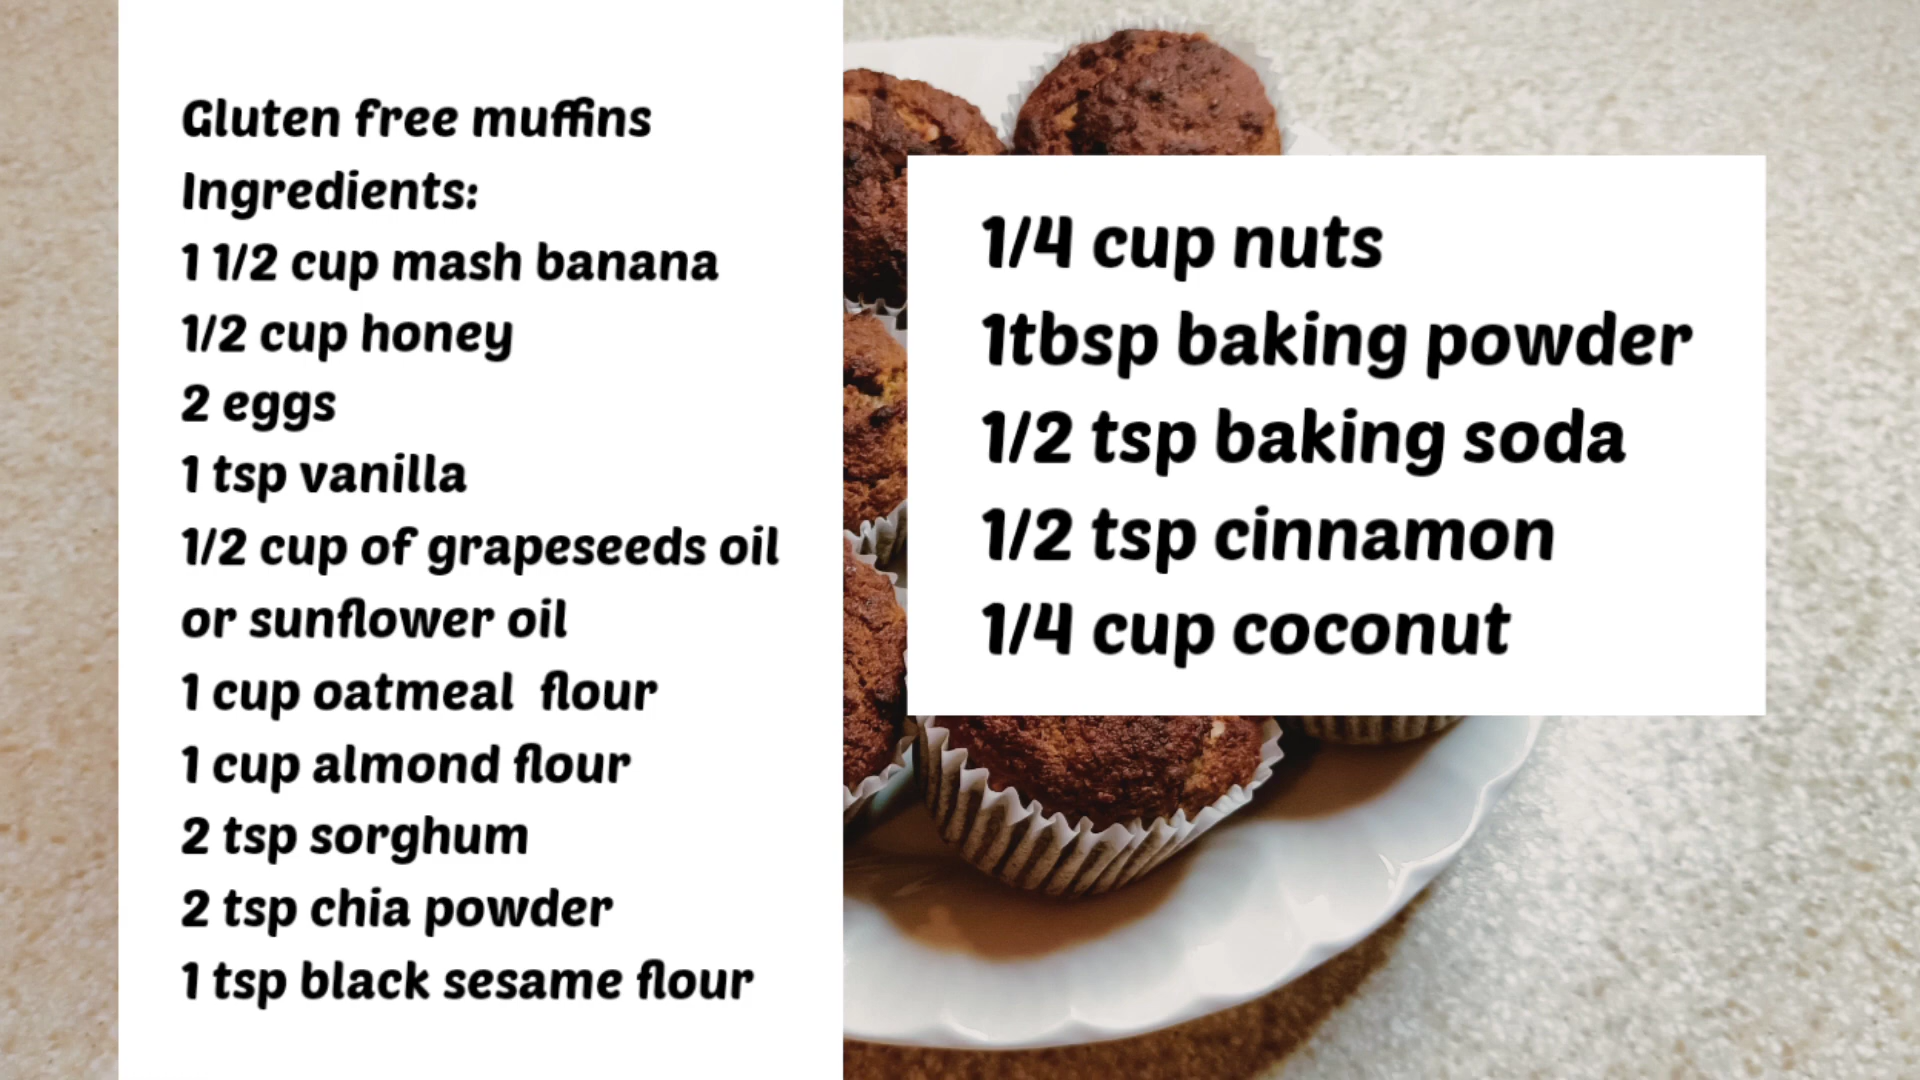 Gluten free muffins
Ingredients:
1 1/2 cup mash banana
1/2 cup honey
2 eggs
1 tsp vanilla
1/2 cup of grapeseeds oil
or sunflower oil
1 cup oatmeal  flour
1 cup almond flour
2 tsp sorghum
2 tsp chia powder
1 tsp black sesame flour
1/4 cup nuts
1tbsp baking powder
1/2 tsp baking soda
1/2 tsp cinnamon
1/4 cup coconut